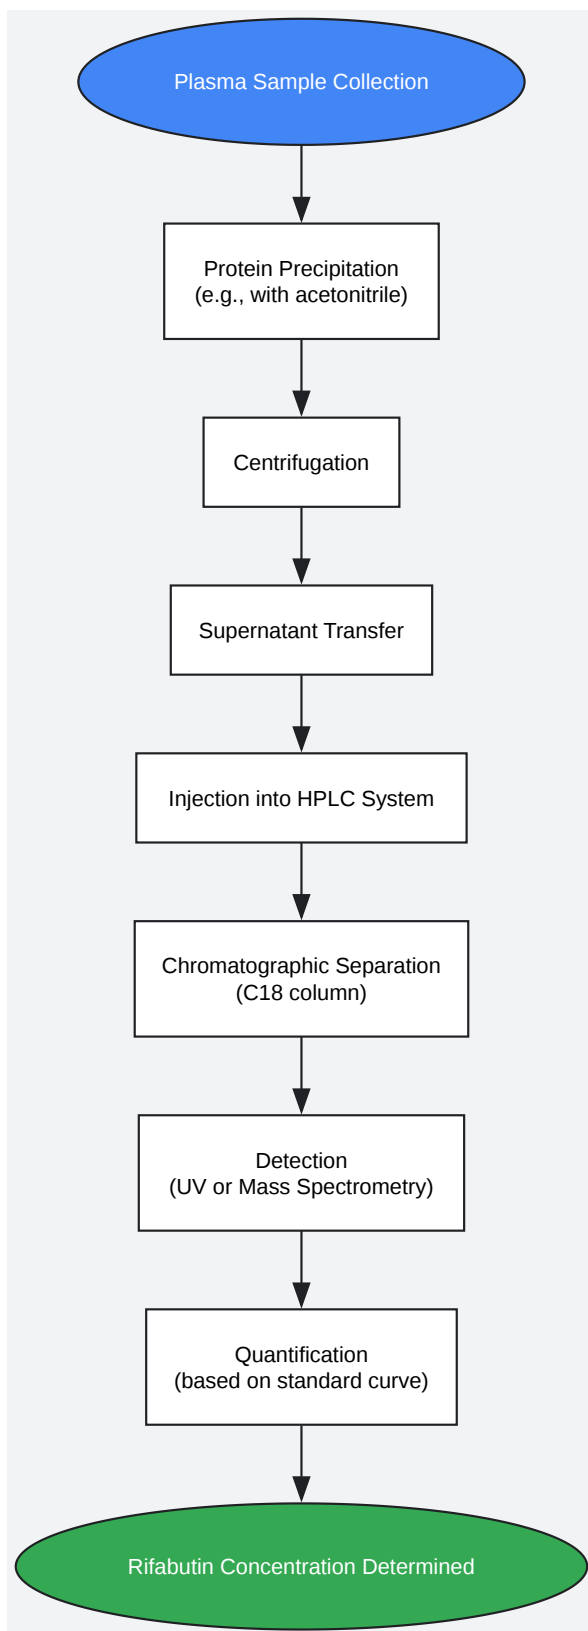 Plasma Sample Collection
Protein Precipitation
(e.g., with acetonitrile)
Centrifugation
Supernatant Transfer
Injection into HPLC System
Chromatographic Separation
(C18 column)
Detection
(UV or Mass Spectrometry)
Quantification
(based on standard curve)
Rifabutin Concentration Determined